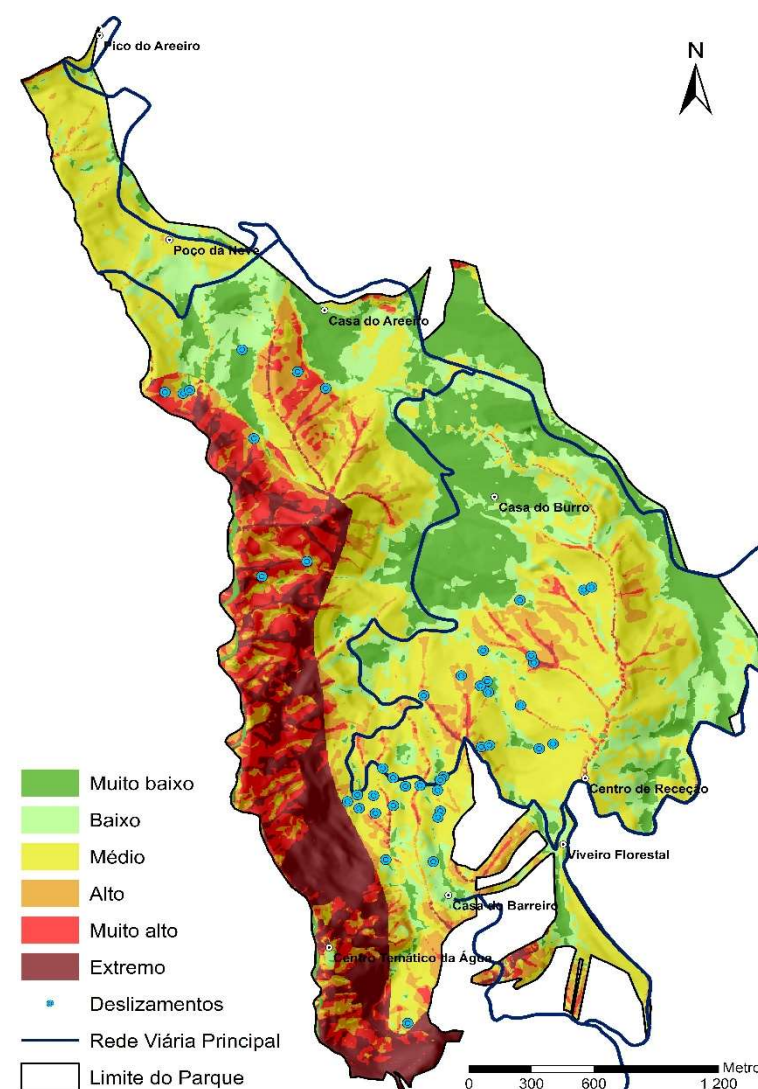 Pico do Areeiro
N
Poço da Neve
Casa do Areeiro
Casa do Burro
Centro de Receção
Viveiro Florestal
Casa do Barreiro
Centro Temático da Água
Muito baixo
Baixo
Médio
Alto
Muito alto
Extremo
Deslizamentos
Rede Viária Principal
Limite do Parque
Metro
0 300 600 1 200